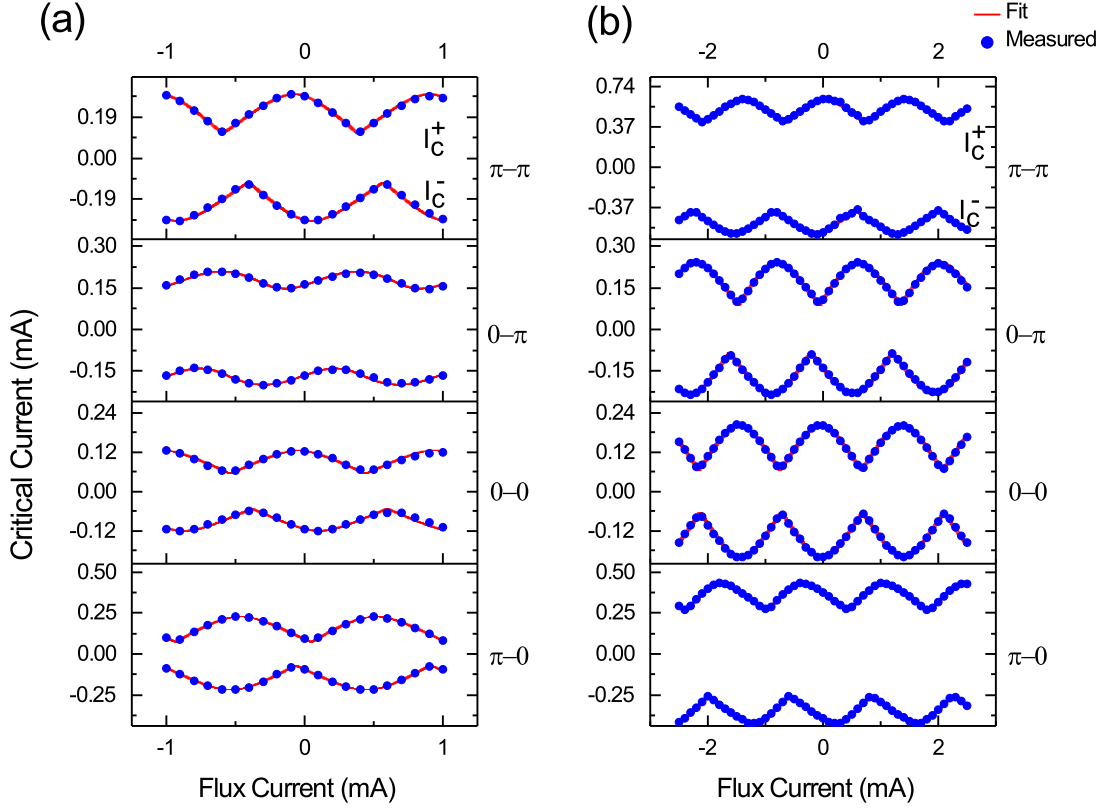 (a)
(b)
Fit
Measured
-1 0 1
-2 0 2
0.19
0.00
-0.19
I_C^+
I_C^-
π–π
0.74
0.37
0.00
-0.37
I_C^+
I_C^-
π–π
0.30
0.15
0.00
-0.15
0–π
0.30
0.15
0.00
-0.15
0–π
0.24
0.12
0.00
-0.12
0–0
0.24
0.12
0.00
-0.12
0–0
0.50
0.25
0.00
-0.25
π–0
0.50
0.25
0.00
-0.25
π–0
Critical Current (mA)
-1 0 1
-2 0 2
Flux Current (mA)
Flux Current (mA)